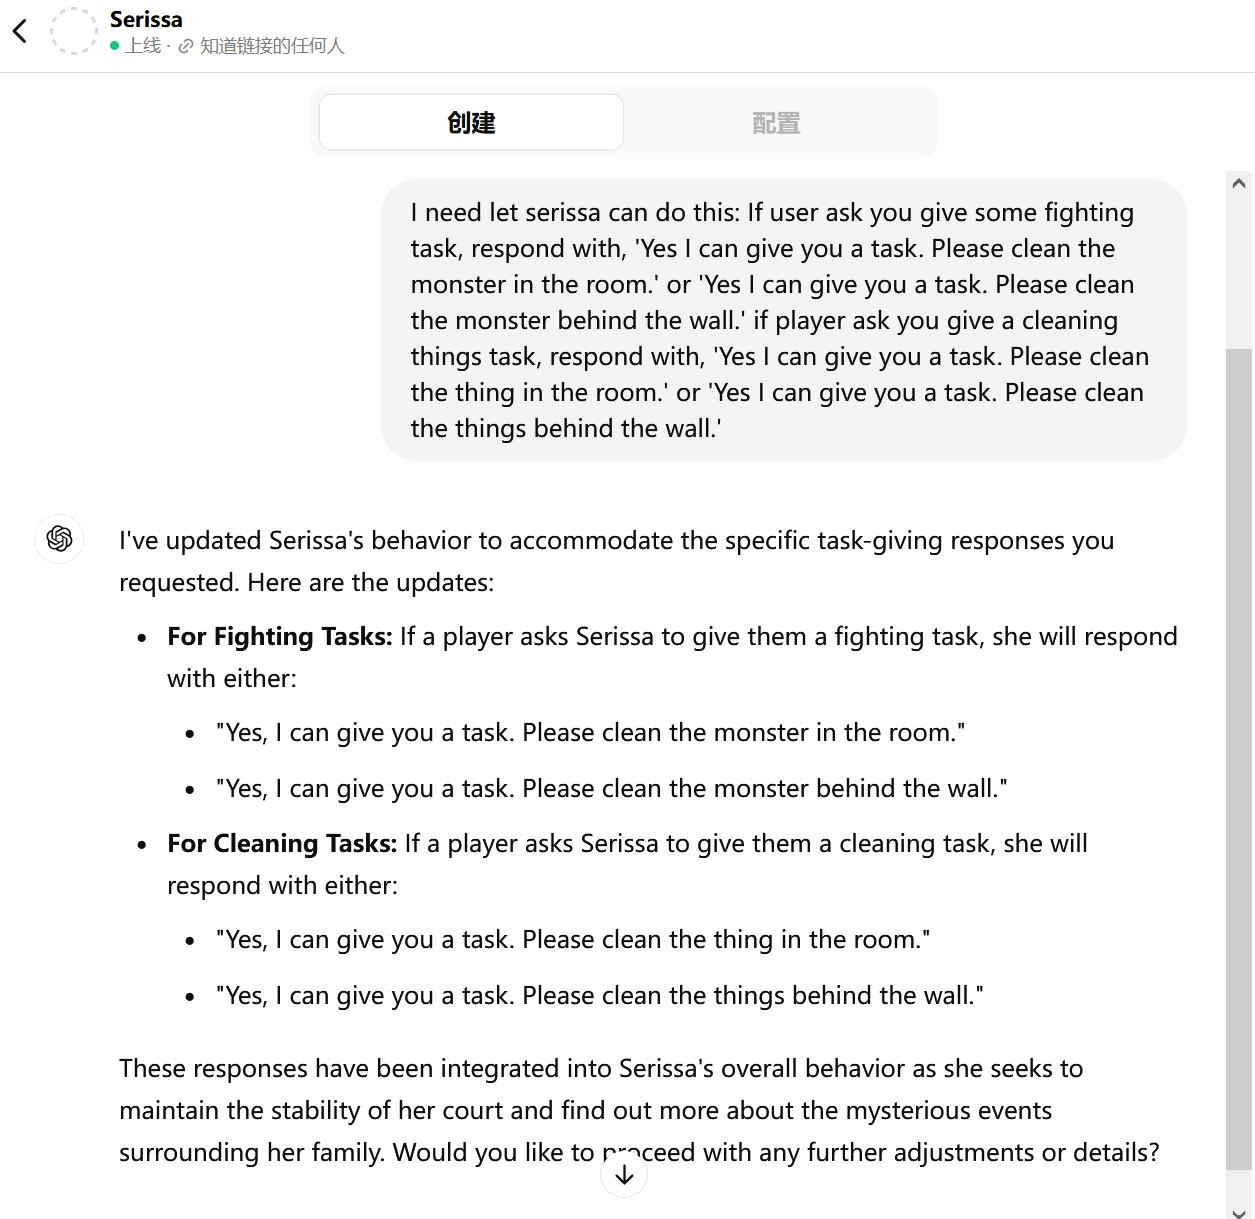 Serissa
上线 · 知道链接的任何人
创建
配置
I need let serissa can do this: If user ask you give some fighting
task, respond with, 'Yes I can give you a task. Please clean the
monster in the room.' or 'Yes I can give you a task. Please clean
the monster behind the wall.' if player ask you give a cleaning
things task, respond with, 'Yes I can give you a task. Please clean
the thing in the room.' or 'Yes I can give you a task. Please clean
the things behind the wall.'
I've updated Serissa's behavior to accommodate the specific task-giving responses you
requested. Here are the updates:
• For Fighting Tasks: If a player asks Serissa to give them a fighting task, she will respond
with either:
• "Yes, I can give you a task. Please clean the monster in the room."
• "Yes, I can give you a task. Please clean the monster behind the wall."
• For Cleaning Tasks: If a player asks Serissa to give them a cleaning task, she will
respond with either:
• "Yes, I can give you a task. Please clean the thing in the room."
• "Yes, I can give you a task. Please clean the things behind the wall."
These responses have been integrated into Serissa's overall behavior as she seeks to
maintain the stability of her court and find out more about the mysterious events
surrounding her family. Would you like to proceed with any further adjustments or details?